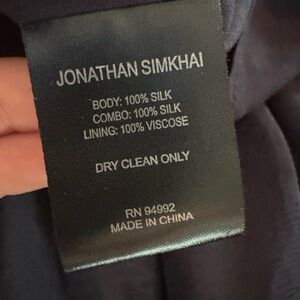 JONATHAN SIMKHAI
BODY: 100% SILK
COMBO: 100% SILK
LINING: 100% VISCOSE
DRY CLEAN ONLY
RN 94992
MADE IN CHINA